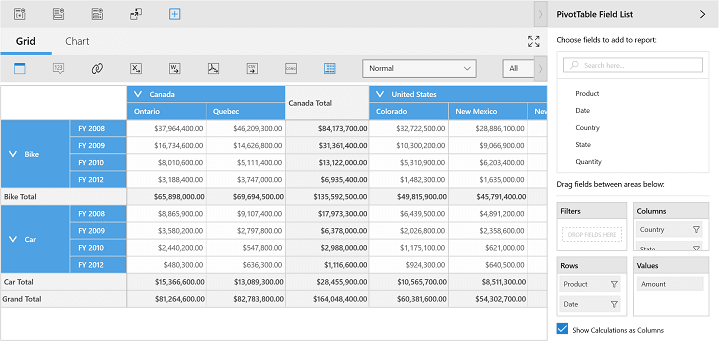 PivotTable Field List
Grid Chart
Choose fields to add to report:
Search here...
Normal All
Product
Date
Country
State
Quantity
Drag fields between areas below:
Filters
DROP FIELDS HERE
Columns
Country
State
Rows
Product
Date
Values
Amount
Show Calculations as Columns
Canada Canada Total United States
Ontario Quebec Colorado New Mexico Nev
Bike FY 2008 $37,964,400.00 $46,209,300.00 $84,173,700.00 $32,722,500.00 $28,886,100.00
FY 2009 $16,734,600.00 $14,626,800.00 $31,361,400.00 $10,300,200.00 $9,066,900.00
FY 2010 $8,010,600.00 $5,111,400.00 $13,122,000.00 $5,310,900.00 $6,203,400.00
FY 2012 $3,188,400.00 $3,747,000.00 $6,935,400.00 $1,482,300.00 $1,635,000.00
Bike Total $65,898,000.00 $69,694,500.00 $135,592,500.00 $49,815,900.00 $45,791,400.00
Car FY 2008 $8,865,900.00 $9,107,400.00 $17,973,300.00 $6,439,500.00 $4,891,200.00
FY 2009 $3,580,200.00 $2,797,800.00 $6,378,000.00 $2,026,800.00 $2,358,600.00
FY 2010 $2,440,200.00 $547,800.00 $2,988,000.00 $1,175,100.00 $621,000.00
FY 2012 $480,300.00 $636,300.00 $1,116,600.00 $924,300.00 $640,500.00
Car Total $15,366,600.00 $13,089,300.00 $28,455,900.00 $10,565,700.00 $8,511,300.00
Grand Total $81,264,600.00 $82,783,800.00 $164,048,400.00 $60,381,600.00 $54,302,700.00